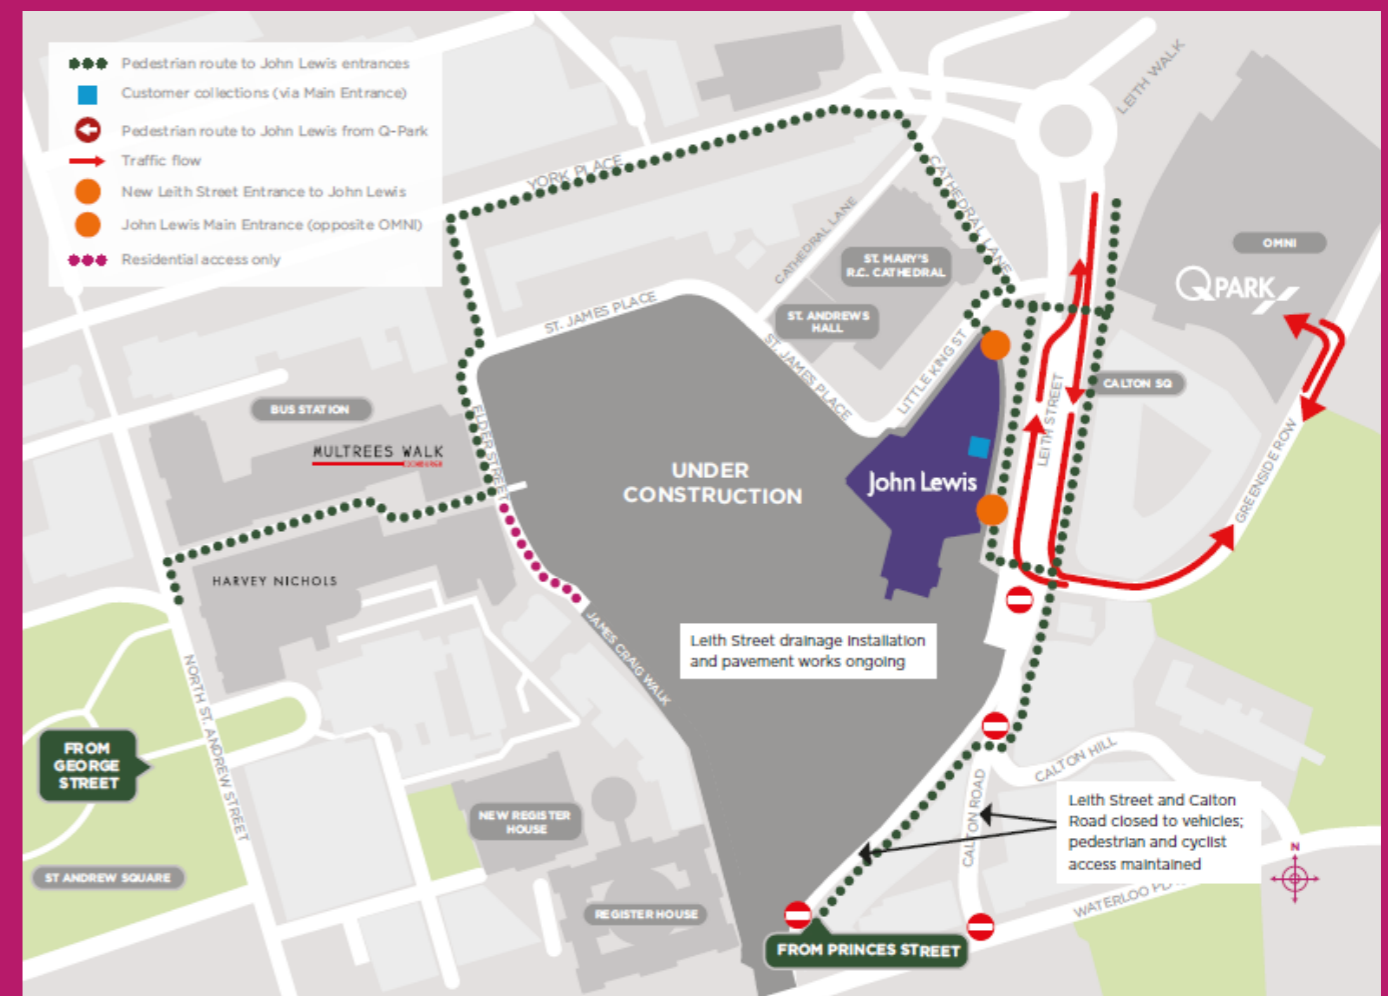 Pedestrian route to John Lewis entrances
Customer collections (via Main Entrance)
Pedestrian route to John Lewis from Q-Park
Traffic flow
New Leith Street Entrance to John Lewis
John Lewis Main Entrance (opposite OMNI)
Residential access only
LEITH WALK
YORK PLACE
CATHEDRAL LANE
CATHEDRAL LANE
ST. MARY'S
R.C. CATHEDRAL
OMNI
QPARK
ST. JAMES PLACE
ST. ANDREWS
HALL
ST. JAMES PLACE
LITTLE KING ST
LEITH STREET
CALTON SQ
BUS STATION
MULTREES WALK
ELDER STREET
UNDER
CONSTRUCTION
John Lewis
GREENSIDE ROW
HARVEY NICHOLS
JAMES CRAIG WALK
Leith Street drainage installation
and pavement works ongoing
NORTH ST. ANDREW STREET
FROM
GEORGE
STREET
CALTON HILL
CALTON ROAD
Leith Street and Calton
Road closed to vehicles;
pedestrian and cyclist
access maintained
NEW REGISTER
HOUSE
N
ST ANDREW SQUARE
REGISTER HOUSE
WATERLOO
FROM PRINCES STREET